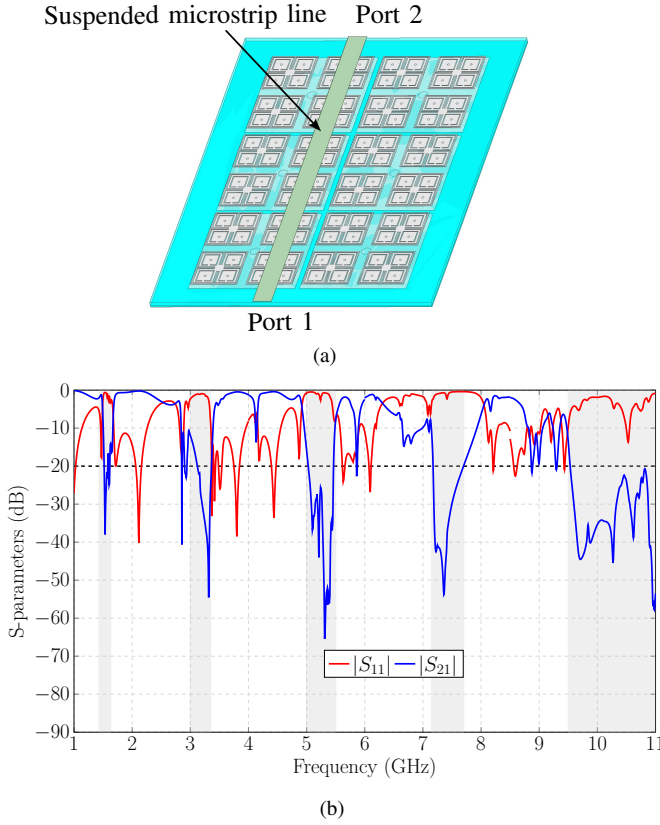 Suspended microstrip line
Port 2
Port 1
(a)
0
−10
−20
−30
−40
−50
−60
−70
−80
−90
S-parameters (dB)
|S11| |S21|
1 2 3 4 5 6 7 8 9 10 11
Frequency (GHz)
(b)